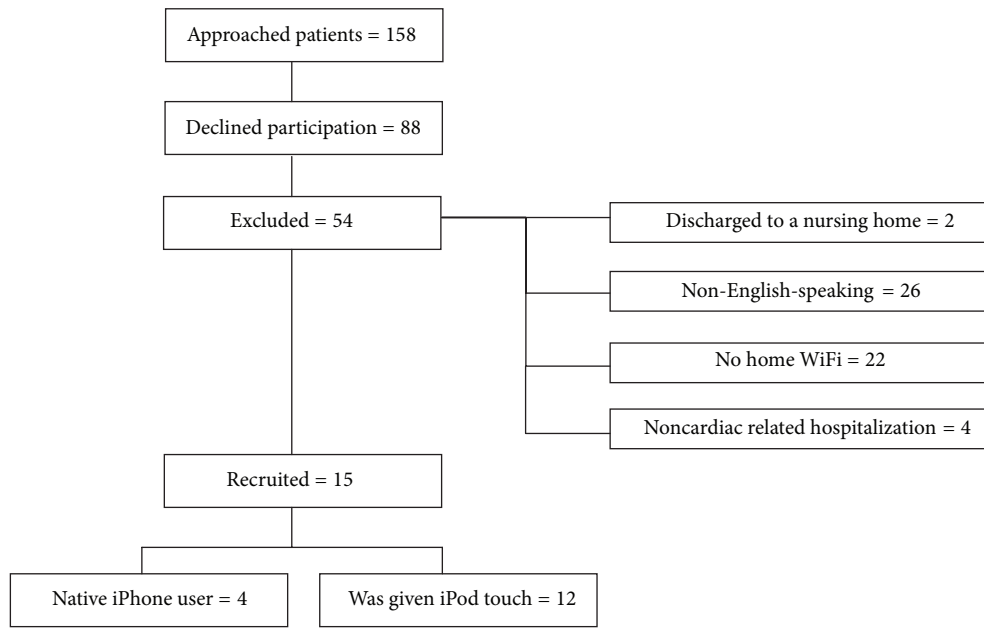 Approached patients = 158
Declined participation = 88
Excluded = 54
Discharged to a nursing home = 2
Non-English-speaking = 26
No home WiFi = 22
Noncardiac related hospitalization = 4
Recruited = 15
Native iPhone user = 4
Was given iPod touch = 12